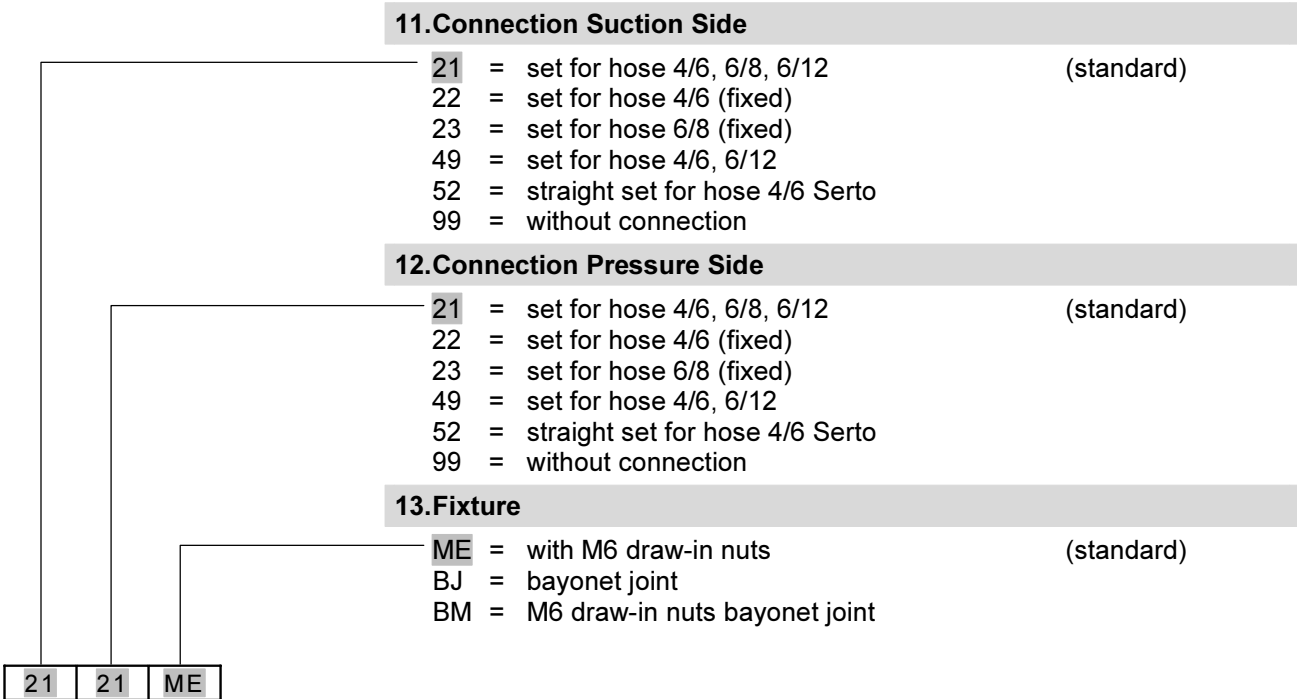 11.Connection Suction Side
21 = set for hose 4/6, 6/8, 6/12 (standard)
22 = set for hose 4/6 (fixed)
23 = set for hose 6/8 (fixed)
49 = set for hose 4/6, 6/12
52 = straight set for hose 4/6 Serto
99 = without connection
12.Connection Pressure Side
21 = set for hose 4/6, 6/8, 6/12 (standard)
22 = set for hose 4/6 (fixed)
23 = set for hose 6/8 (fixed)
49 = set for hose 4/6, 6/12
52 = straight set for hose 4/6 Serto
99 = without connection
13.Fixture
ME = with M6 draw-in nuts (standard)
BJ = bayonet joint
BM = M6 draw-in nuts bayonet joint
21 21 ME